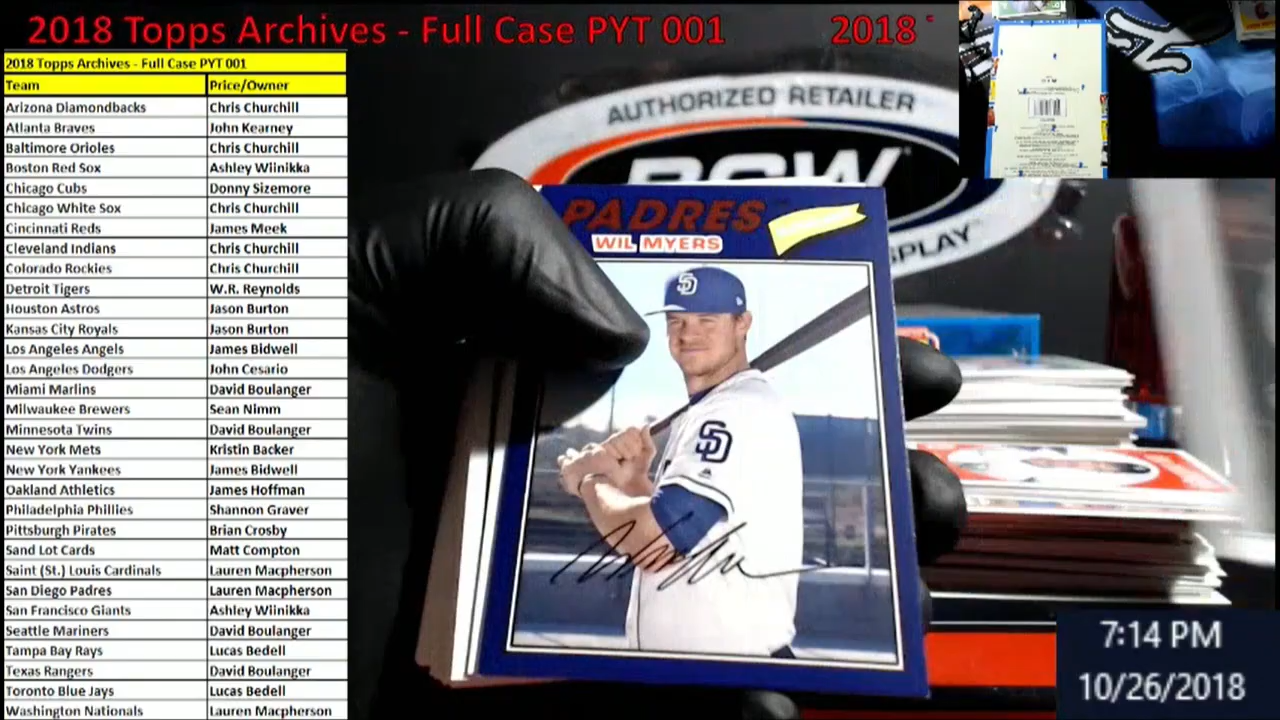 2018 Topps Archives - Full Case PYT 001
2018
2018 Topps Archives - Full Case PYT 001
Team Price/Owner
Arizona Diamondbacks Chris Churchill
Atlanta Braves John Kearney
Baltimore Orioles Chris Churchill
Boston Red Sox Ashley Wiinikka
Chicago Cubs Donny Sizemore
Chicago White Sox Chris Churchill
Cincinnati Reds James Meek
Cleveland Indians Chris Churchill
Colorado Rockies Chris Churchill
Detroit Tigers W.R. Reynolds
Houston Astros Jason Burton
Kansas City Royals Jason Burton
Los Angeles Angels James Bidwell
Los Angeles Dodgers John Cesario
Miami Marlins David Boulanger
Milwaukee Brewers Sean Nimm
Minnesota Twins David Boulanger
New York Mets Kristin Backer
New York Yankees James Bidwell
Oakland Athletics James Hoffman
Philadelphia Phillies Shannon Graver
Pittsburgh Pirates Brian Crosby
Sand Lot Cards Matt Compton
Saint (St.) Louis Cardinals Lauren Macpherson
San Diego Padres Lauren Macpherson
San Francisco Giants Ashley Wiinikka
Seattle Mariners David Boulanger
Tampa Bay Rays Lucas Bedell
Texas Rangers David Boulanger
Toronto Blue Jays Lucas Bedell
Washington Nationals Lauren Macpherson
AUTHORIZED RETAILER
BCW
PLAY
PADRES
WIL MYERS
SD
SD
7:14 PM
10/26/2018